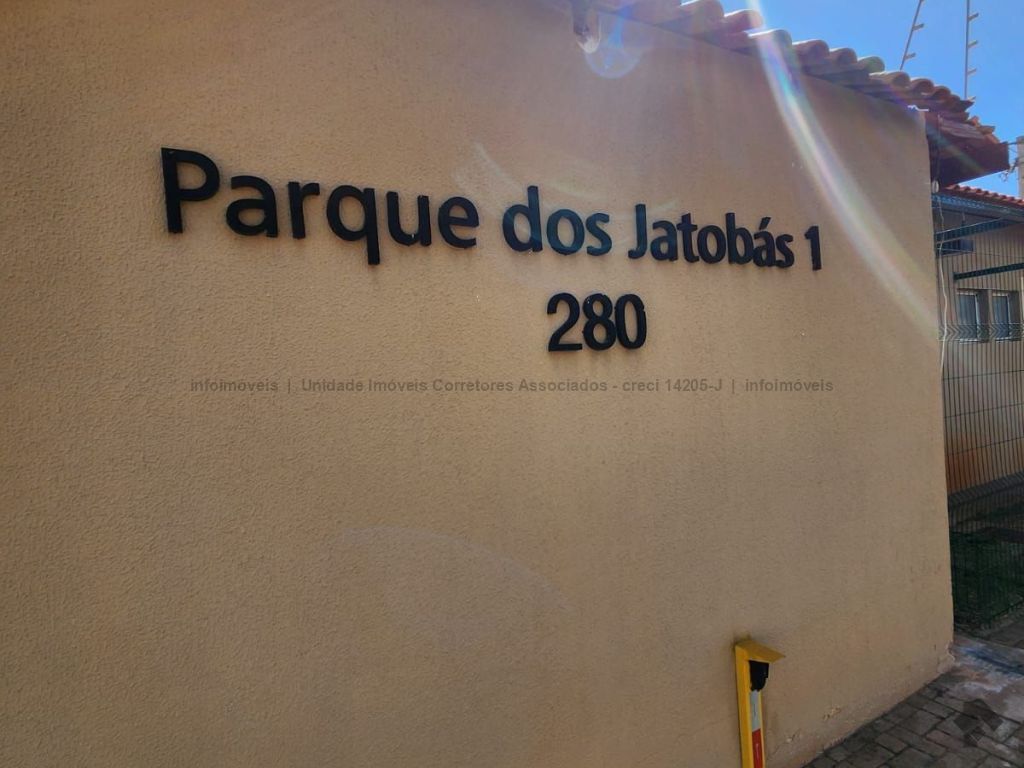 Parque dos Jatobás 1
280
infoimóveis | Unidade Imóveis Corretores Associados - creci 14205-J | infoimóveis